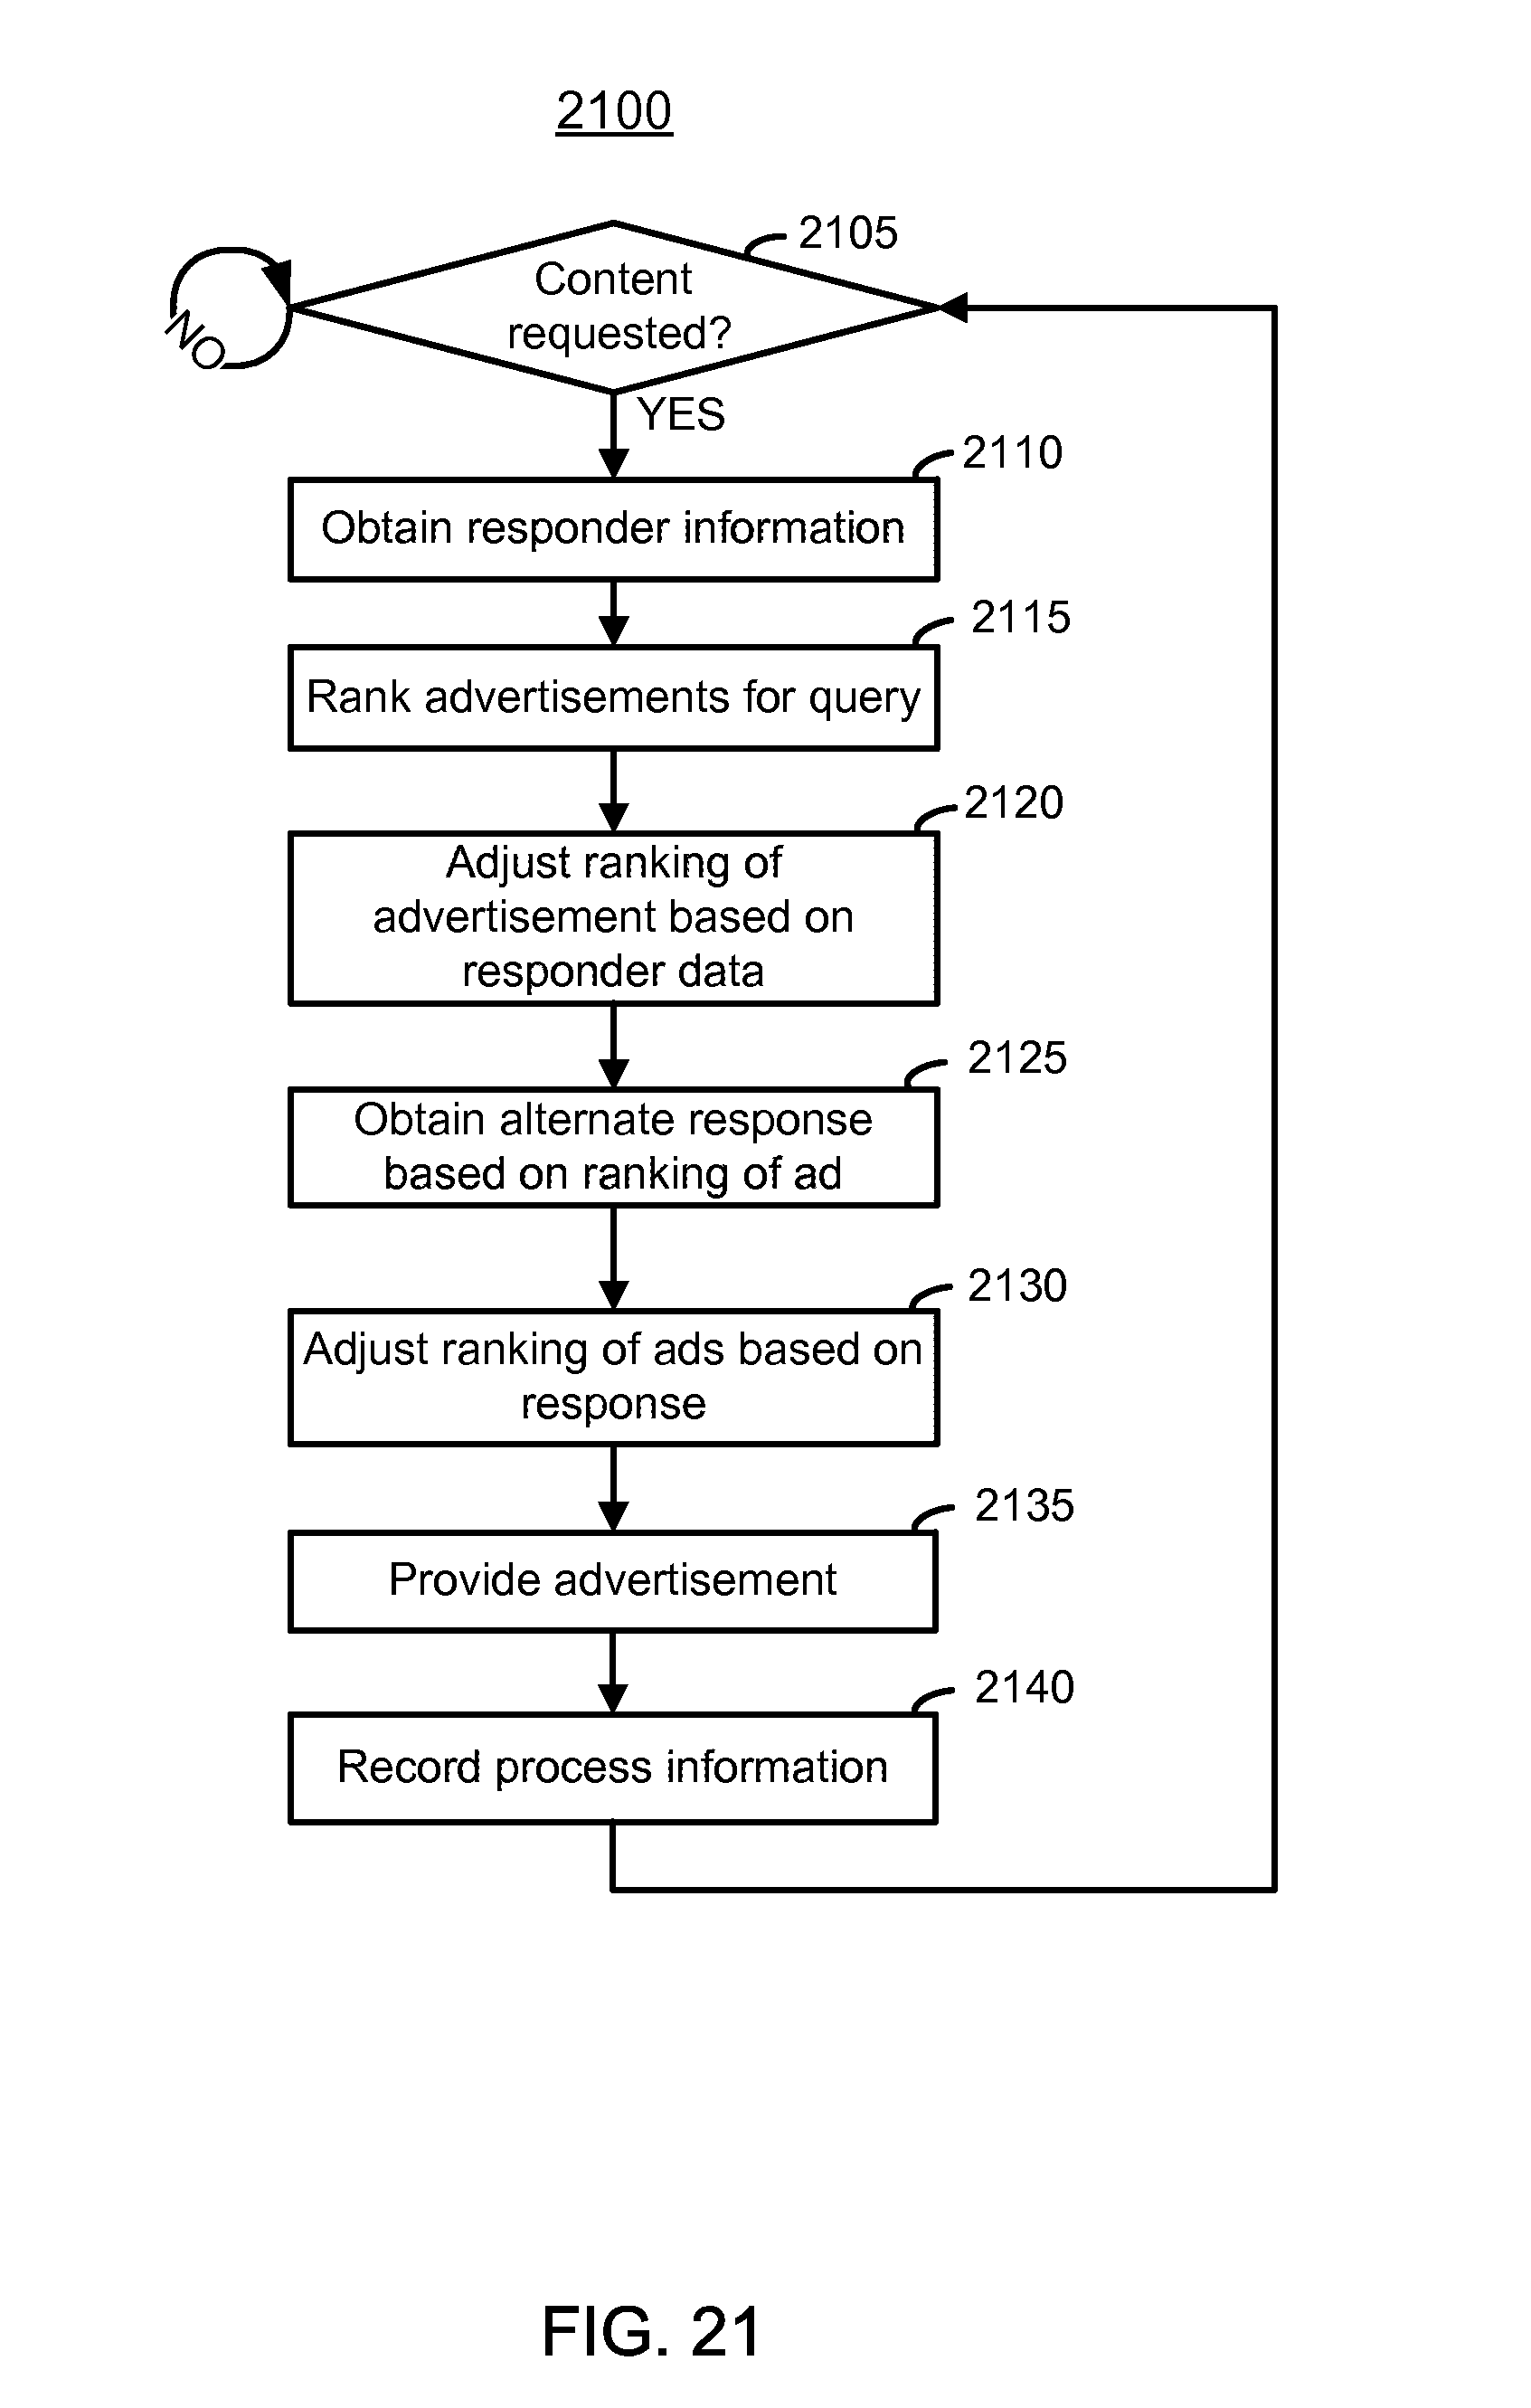 2100
2105
Content
requested?
NO
YES
2110
Obtain responder information
2115
Rank advertisements for query
2120
Adjust ranking of
advertisement based on
responder data
2125
Obtain alternate response
based on ranking of ad
2130
Adjust ranking of ads based on
response
2135
Provide advertisement
2140
Record process information
FIG. 21